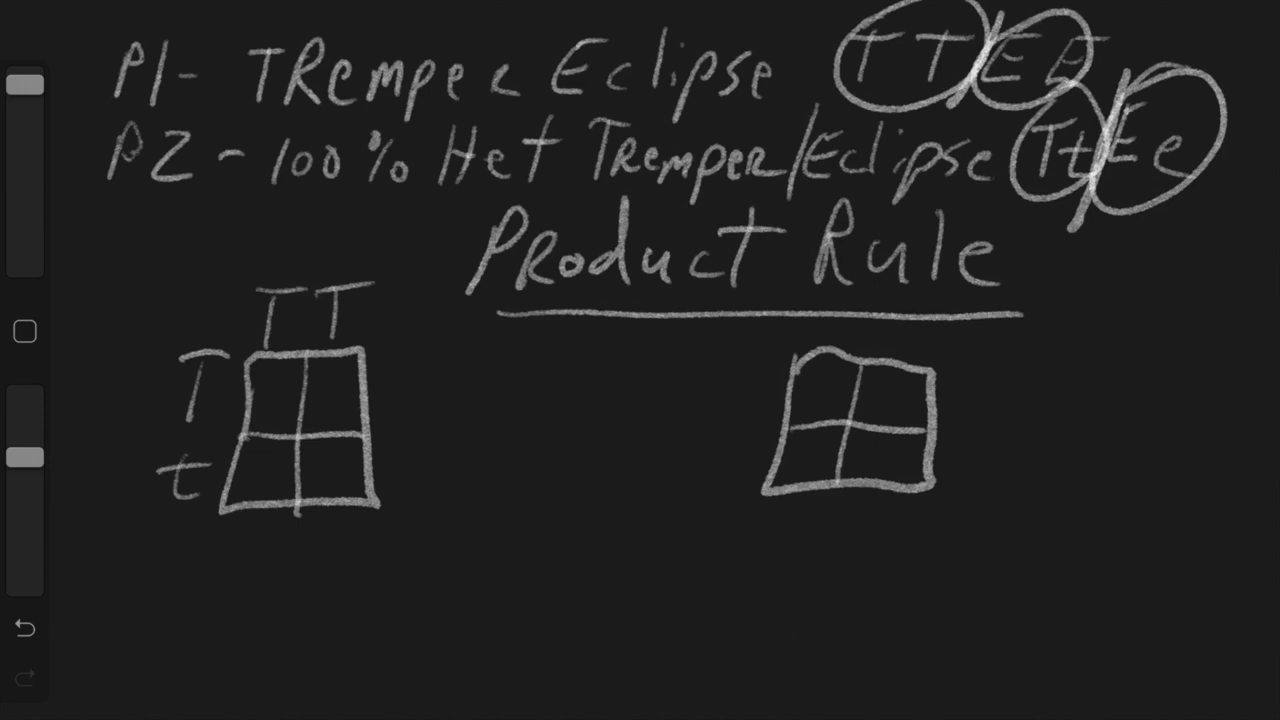 P1- TRemper Eclipse TT/EE
P2 - 100% Het TRemper/Eclipse Tt/Ee
PRoduct Rule
TT
T
t